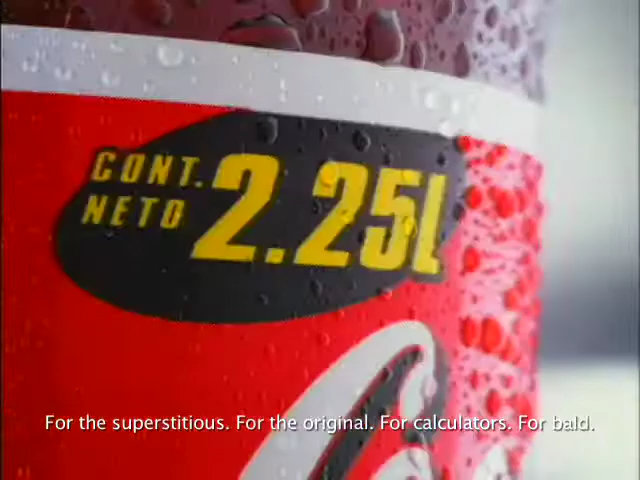 CONT.
NETO
2.25L
For the superstitious. For the original. For calculators. For bald.